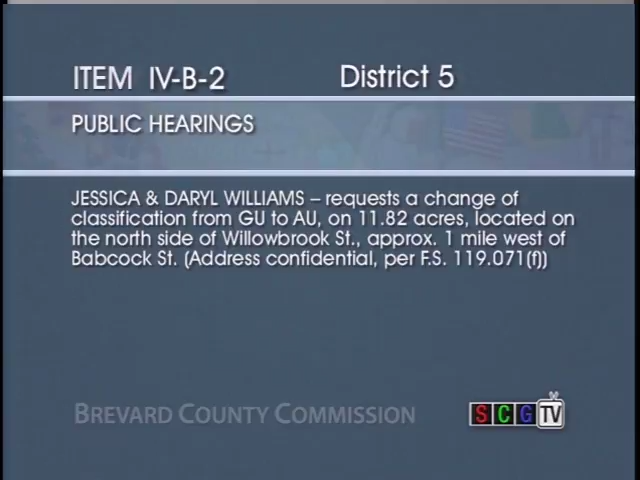 ITEM IV-B-2 District 5
PUBLIC HEARINGS
JESSICA & DARYL WILLIAMS – requests a change of
classification from GU to AU, on 11.82 acres, located on
the north side of Willowbrook St., approx. 1 mile west of
Babcock St. (Address confidential, per F.S. 119.071(f))
BREVARD COUNTY COMMISSION
SCGTV